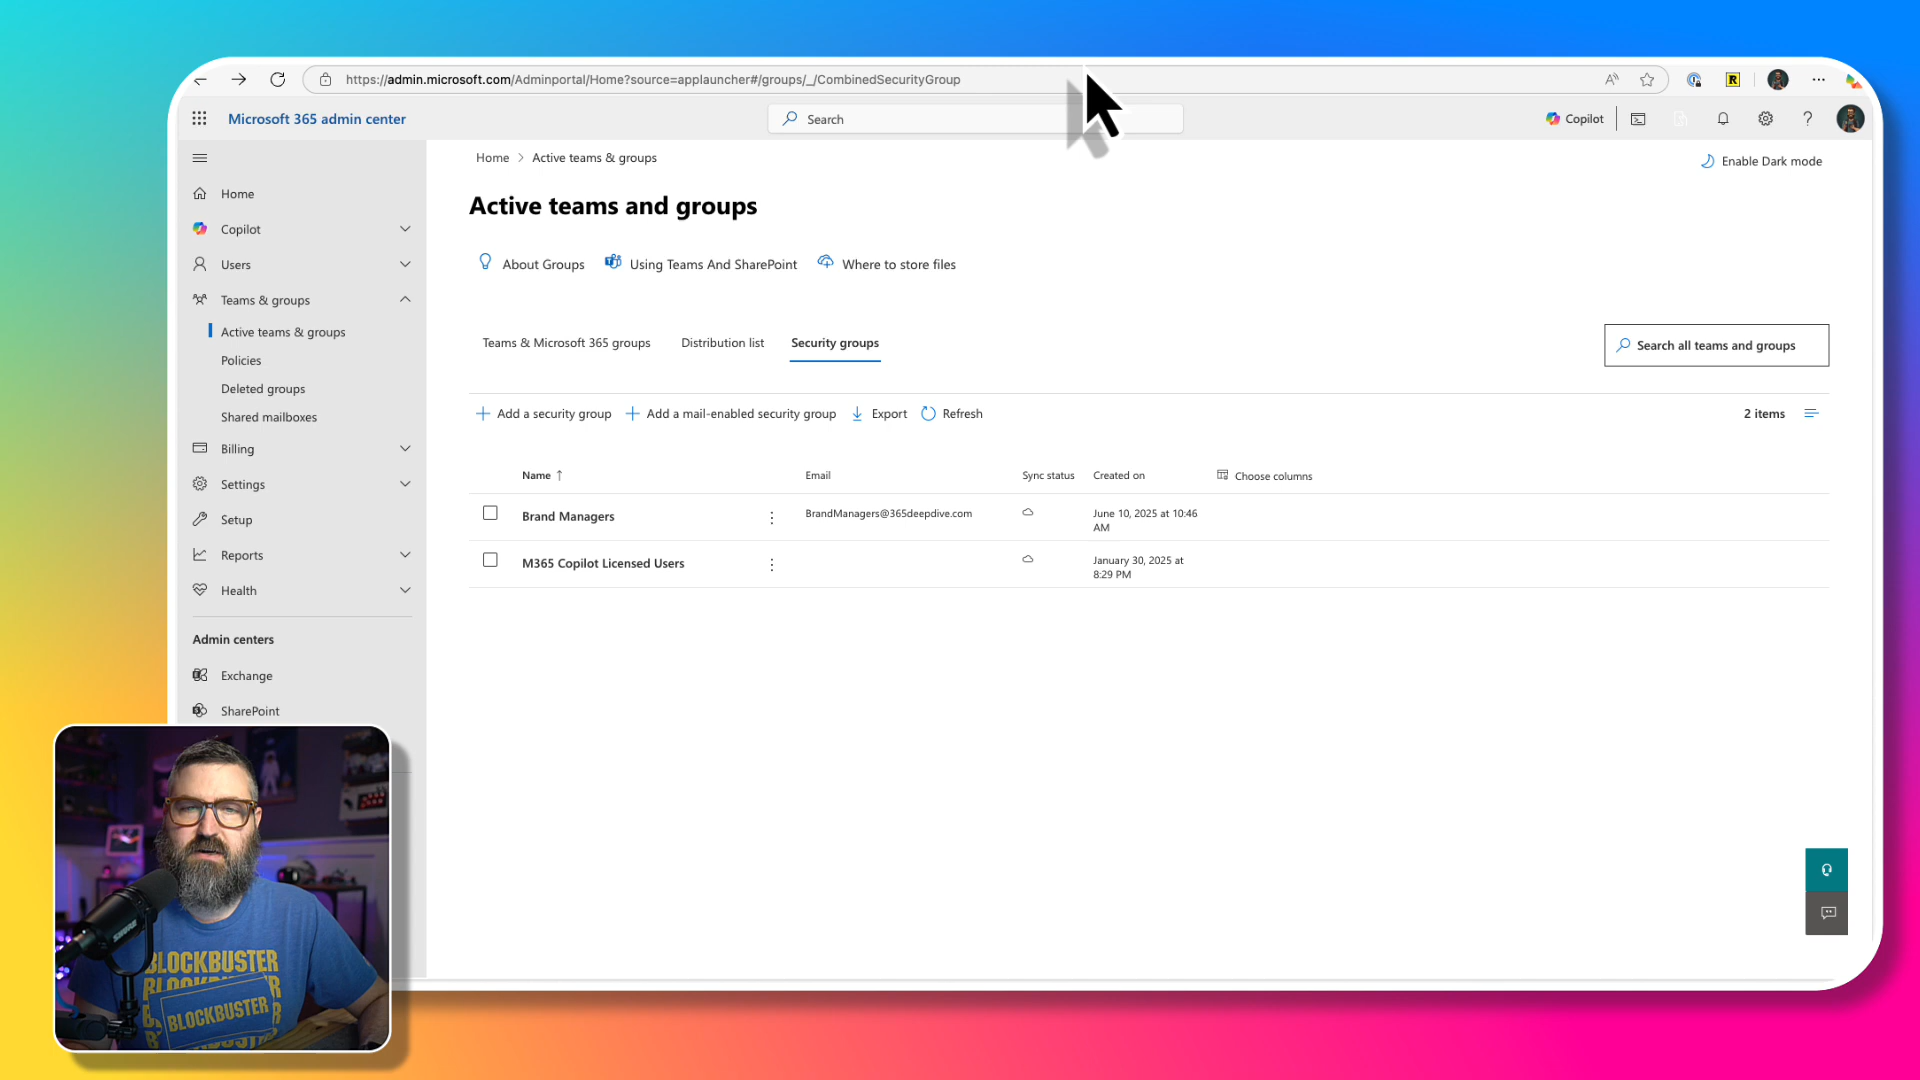 https://admin.microsoft.com/Adminportal/Home?source=applauncher#/groups/_/CombinedSecurityGroup
Microsoft 365 admin center
Search
Copilot
Home
Copilot
Users
Teams & groups
Active teams & groups
Policies
Deleted groups
Shared mailboxes
Billing
Settings
Setup
Reports
Health
Admin centers
Exchange
SharePoint
Home > Active teams & groups
Enable Dark mode
Active teams and groups
About Groups
Using Teams And SharePoint
Where to store files
Teams & Microsoft 365 groups
Distribution list
Security groups
Search all teams and groups
Add a security group
Add a mail-enabled security group
Export
Refresh
2 items
Name ↑
Email
Sync status
Created on
Choose columns
Brand Managers
BrandManagers@365deepdive.com
June 10, 2025 at 10:46
AM
M365 Copilot Licensed Users
January 30, 2025 at
8:29 PM
SHURE
BLOCKBUSTER
BLOCKBUSTER